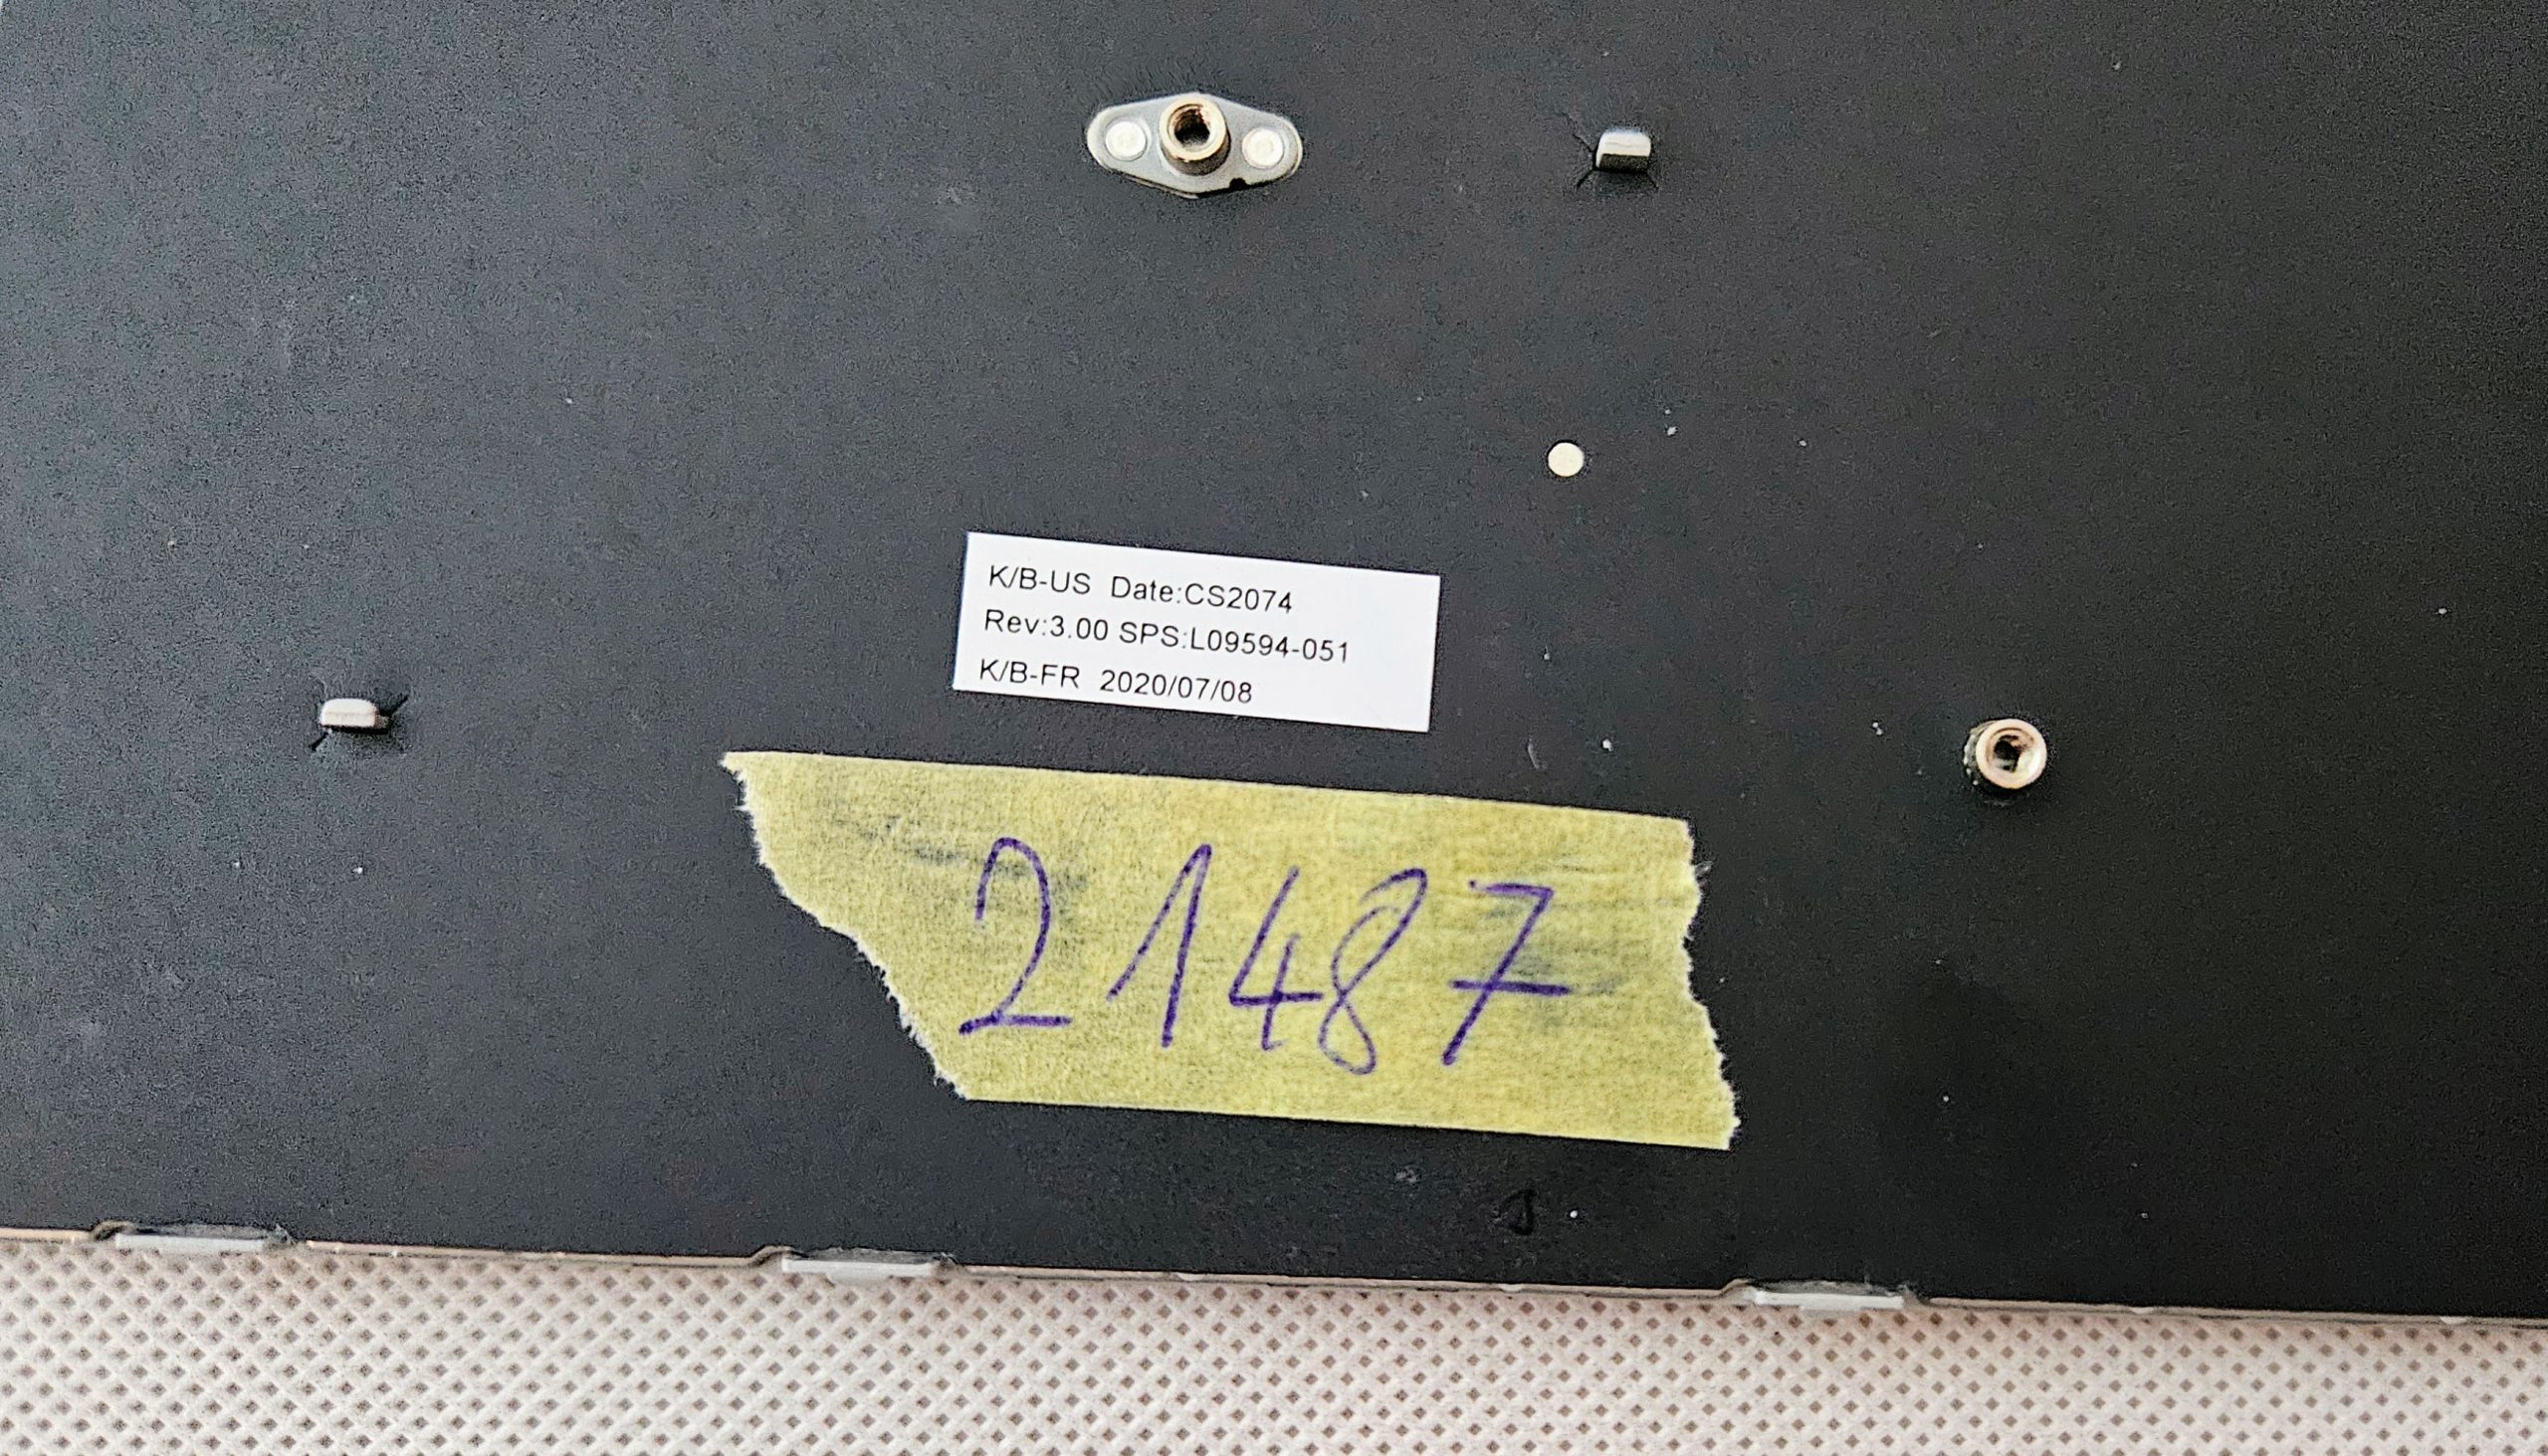 K/B-US Date:CS2074
Rev:3.00 SPS:L09594-051
K/B-FR 2020/07/08
21487